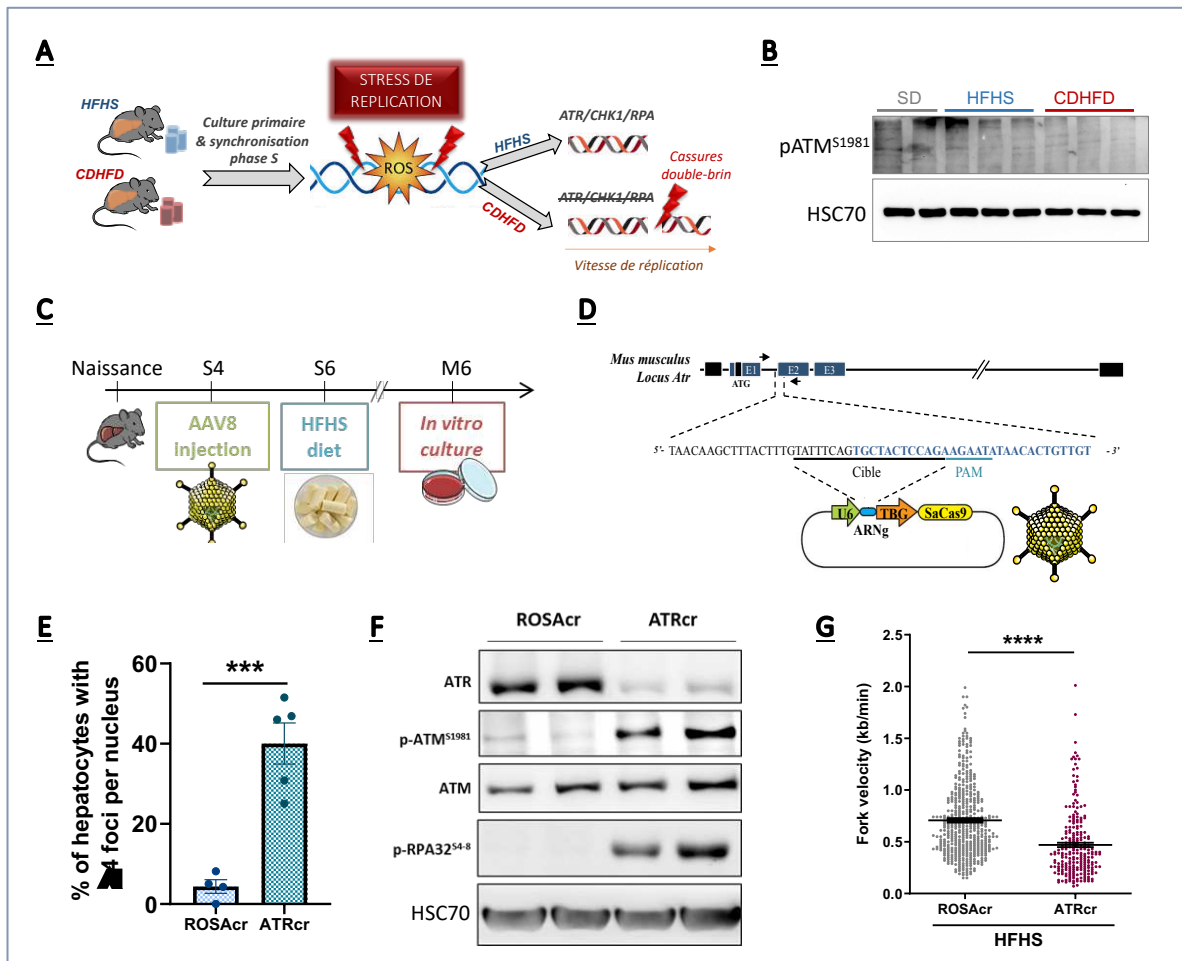 A
HFHS
CDHFD
Culture primaire
& synchronisation
phase S
STRESS DE
REPLICATION
ROS
HFHS
CDHFD
ATR/CHK1/RPA
Cassures
double-brin
ATR/CHK1/RPA
Vitesse de réplication
B
SD HFHS CDHFD
pATMS1981
HSC70
C
Naissance S4 S6 M6
AAV8
injection
HFHS
diet
In vitro
culture
D
Mus musculus
Locus Atr
E1 E2 E3
ATG
5'- TAACAAGCTTTACTTTGTATTTCAGTGCTACTCCAGAAGAATATAACACTGTTGT - 3'
Cible PAM
U6 TBG SaCas9
ARNg
E
% of hepatocytes with
4 foci per nucleus
60
40
20
0
***
ROSAcr ATRcr
F
ROSAcr ATRcr
ATR
p-ATMS1981
ATM
p-RPA32S4-8
HSC70
G
Fork velocity (kb/min)
2.5
2.0
1.5
1.0
0.5
0.0
****
ROSAcr ATRcr
HFHS